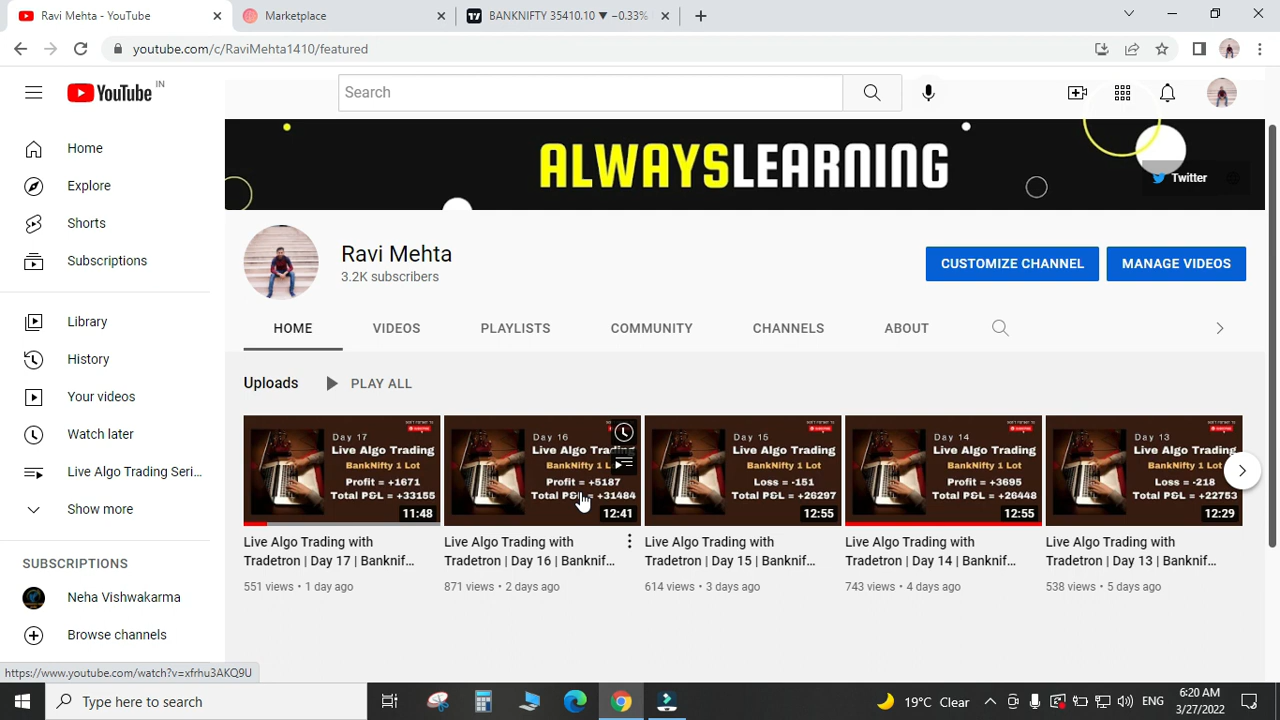 Ravi Mehta - YouTube
Marketplace
BANKNIFTY 35410.10 ▼ −0.33%
youtube.com/c/RaviMehta1410/featured
YouTube IN
Search
Home
Explore
Shorts
Subscriptions
Library
History
Your videos
Watch later
Live Algo Trading Seri...
Show more
SUBSCRIPTIONS
Neha Vishwakarma
Browse channels
ALWAYSLEARNING
Twitter
Ravi Mehta
3.2K subscribers
CUSTOMIZE CHANNEL
MANAGE VIDEOS
HOME
VIDEOS
PLAYLISTS
COMMUNITY
CHANNELS
ABOUT
Uploads
PLAY ALL
Day 17
Live Algo Trading
BankNifty 1 Lot
Profit = +1671
Total P&L = +33155
11:48
Live Algo Trading with
Tradetron | Day 17 | Banknif...
551 views • 1 day ago
Day 16
Live Algo Trading
BankNifty 1 L
Profit = +5187
Total P&L = +31484
12:41
Live Algo Trading with
Tradetron | Day 16 | Banknif...
871 views • 2 days ago
Day 15
Live Algo Trading
BankNifty 1 Lot
Loss = -151
Total P&L = +26297
12:55
Live Algo Trading with
Tradetron | Day 15 | Banknif...
614 views • 3 days ago
Day 14
Live Algo Trading
BankNifty 1 Lot
Profit = +3695
Total P&L = +26448
12:55
Live Algo Trading with
Tradetron | Day 14 | Banknif...
743 views • 4 days ago
Day 13
Live Algo Trading
BankNifty 1 Lot
Loss = -218
Total P&L = +22753
12:29
Live Algo Trading with
Tradetron | Day 13 | Banknif...
538 views • 5 days ago
https://www.youtube.com/watch?v=xfrhu3AKQ9U
Type here to search
19°C Clear
ENG
6:20 AM
3/27/2022